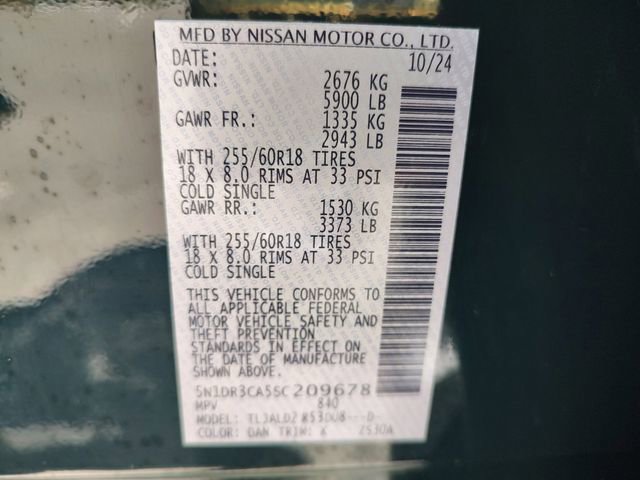 MFD BY NISSAN MOTOR CO., LTD.
DATE: 10/24
GVWR: 2676 KG
5900 LB
GAWR FR.: 1335 KG
2943 LB
WITH 255/60R18 TIRES
18 X 8.0 RIMS AT 33 PSI
COLD SINGLE
GAWR RR.: 1530 KG
3373 LB
WITH 255/60R18 TIRES
18 X 8.0 RIMS AT 33 PSI
COLD SINGLE
THIS VEHICLE CONFORMS TO
ALL APPLICABLE FEDERAL
MOTOR VEHICLE SAFETY AND
THEFT PREVENTION
STANDARDS IN EFFECT ON
THE DATE OF MANUFACTURE
SHOWN ABOVE.
5N1DR3CA5SC209678
MPV 840
MODEL:
COLOR: DAN TRIM: X